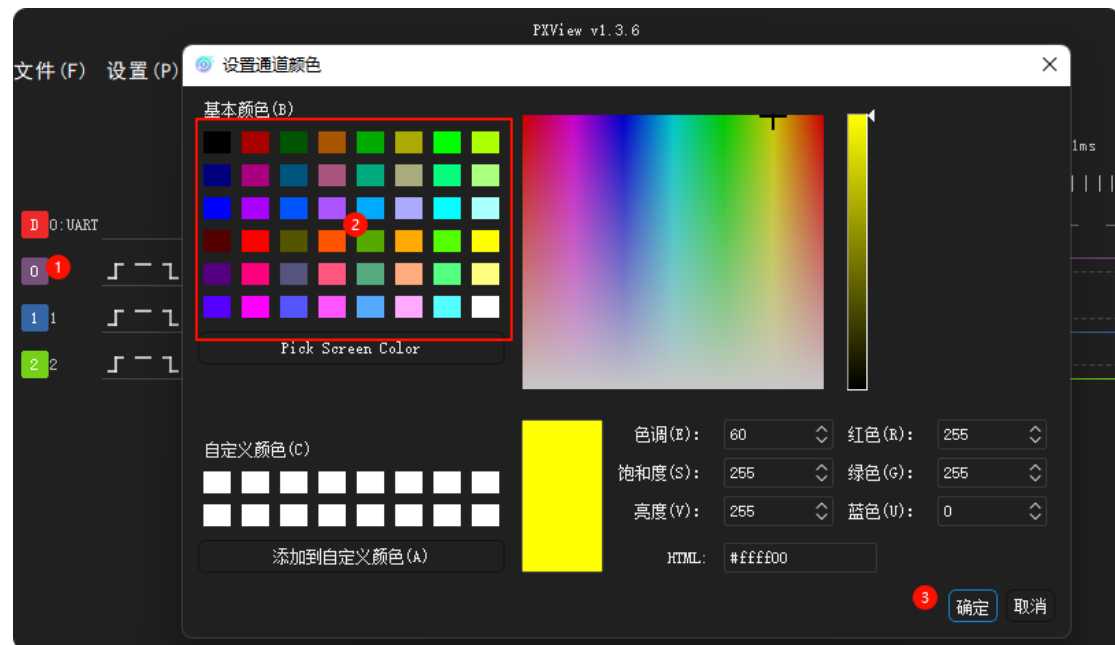 PXView v1.3.6
文件(F) 设置(P)
设置通道颜色
基本颜色(B)
1ms
D 0:UART
2
0 1
1 1
2 2
Pick Screen Color
自定义颜色(C)
添加到自定义颜色(A)
色调(E): 60 红色(R): 255
饱和度(S): 255 绿色(G): 255
亮度(V): 255 蓝色(U): 0
HTML: #ffff00
3 确定 取消